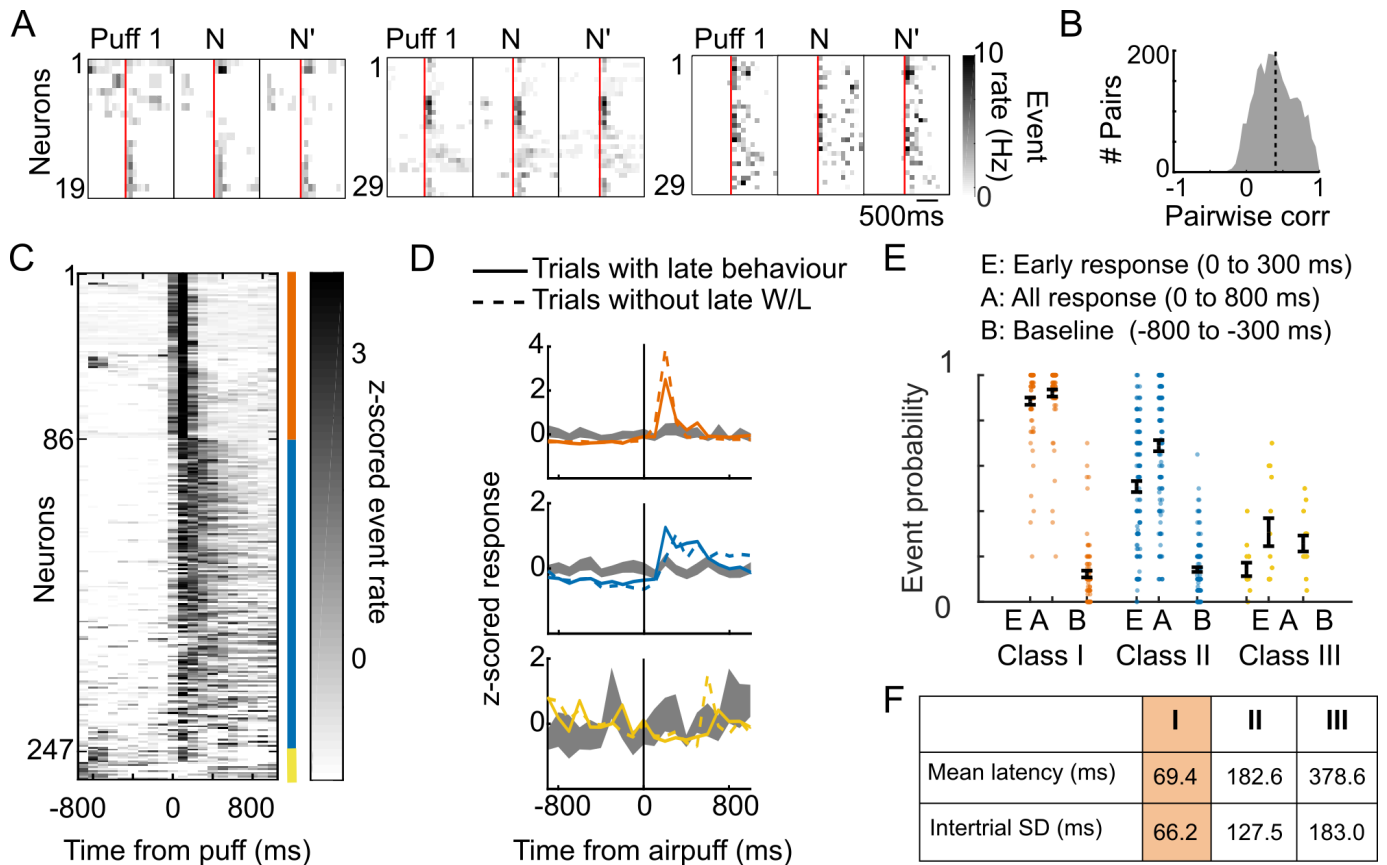 A
Puff 1 N N'
Puff 1 N N'
Puff 1 N N'
Neurons
1
19
1
29
1
29
500ms
10
0
Event
rate (Hz)
B
200
0
# Pairs
-1 0 1
Pairwise corr
C
1
86
247
Neurons
-800 0 800
Time from puff (ms)
3
0
z-scored event rate
D
Trials with late behaviour
Trials without late W/L
4
2
0
-4
2
0
2
0
z-scored response
-800 0 800
Time from airpuff (ms)
E
E: Early response (0 to 300 ms)
A: All response (0 to 800 ms)
B: Baseline (-800 to -300 ms)
1
0
Event probability
E A B E A B E A B
Class I Class II Class III
F
I II III
Mean latency (ms) 69.4 182.6 378.6
Intertrial SD (ms) 66.2 127.5 183.0